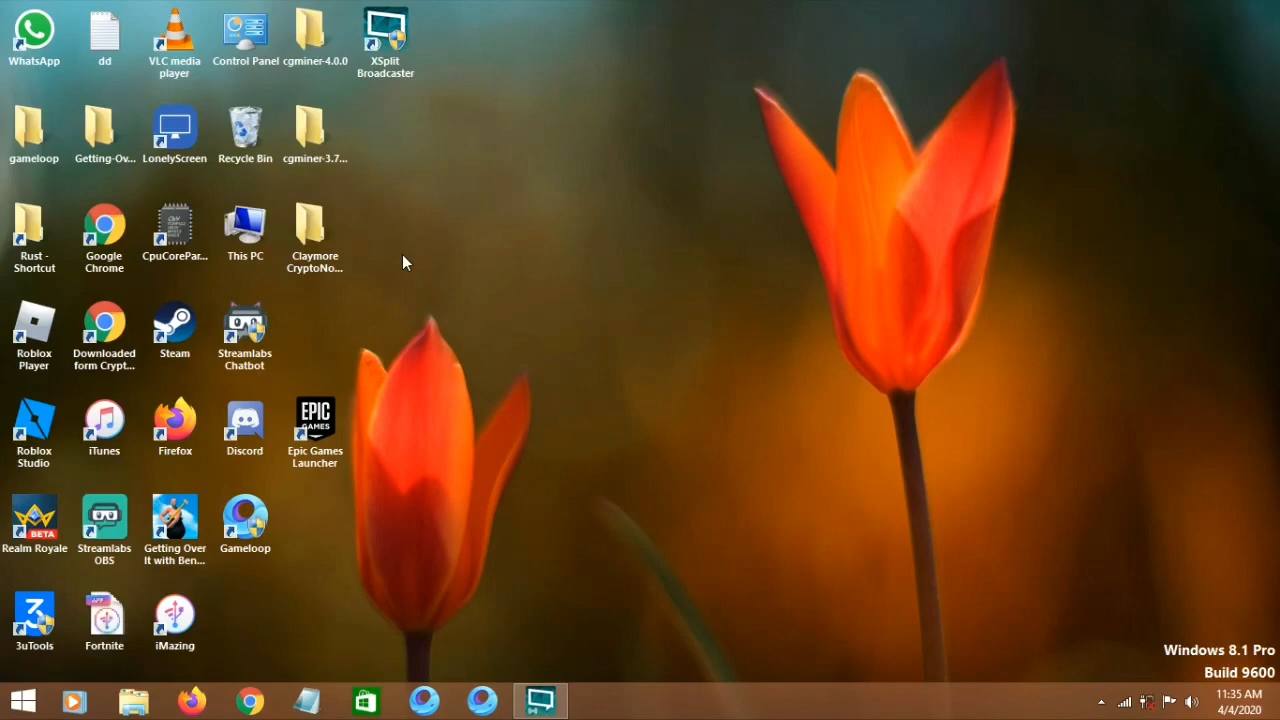 WhatsApp
dd
VLC media
player
Control Panel
cgminer-4.0.0
XSplit
Broadcaster
gameloop
Getting-Ov...
LonelyScreen
Recycle Bin
cgminer-3.7...
Rust -
Shortcut
Google
Chrome
CpuCorePar...
This PC
Claymore
CryptoNo...
Roblox
Player
Downloaded
form Crypt...
Steam
Streamlabs
Chatbot
Roblox
Studio
iTunes
Firefox
Discord
EPIC
GAMES
Epic Games
Launcher
BETA
Realm Royale
Streamlabs
OBS
Getting Over
It with Ben...
Gameloop
3uTools
Fortnite
iMazing
Windows 8.1 Pro
Build 9600
11:35 AM
4/4/2020